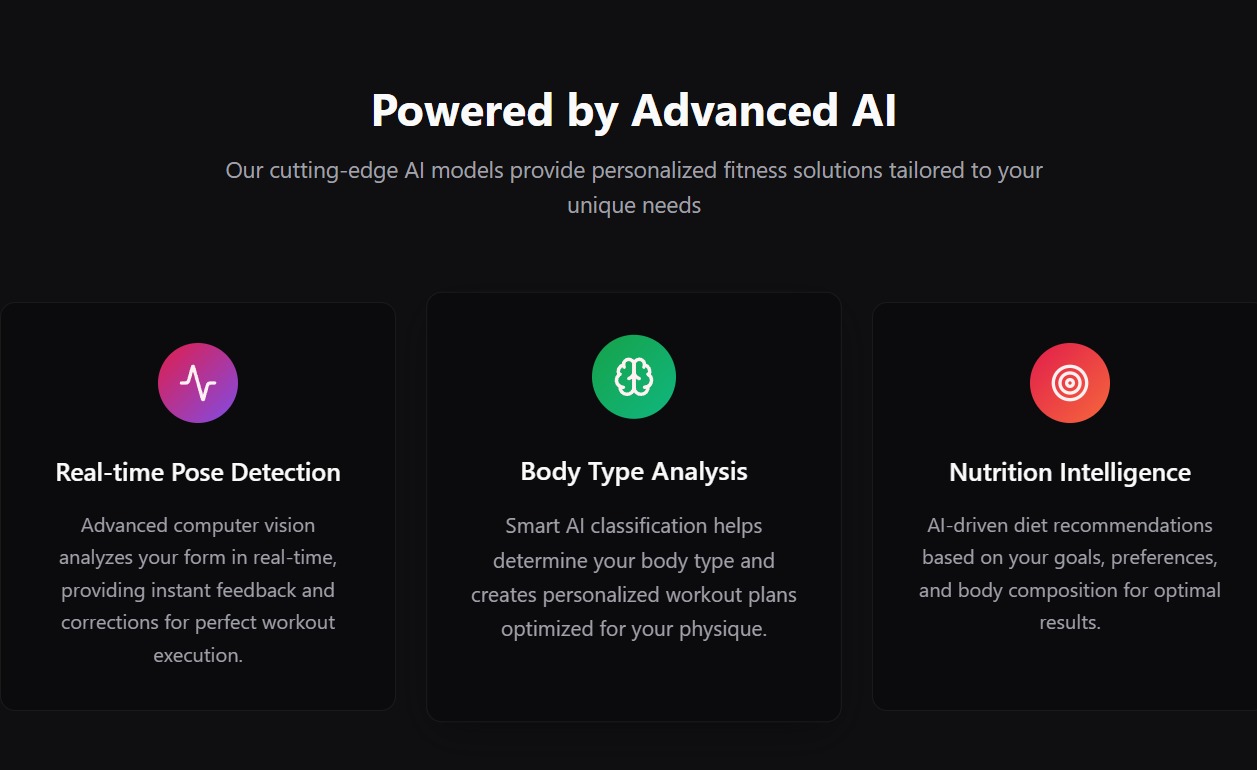 Powered by Advanced AI
Our cutting-edge AI models provide personalized fitness solutions tailored to your
unique needs
Real-time Pose Detection
Advanced computer vision
analyzes your form in real-time,
providing instant feedback and
corrections for perfect workout
execution.
Body Type Analysis
Smart AI classification helps
determine your body type and
creates personalized workout plans
optimized for your physique.
Nutrition Intelligence
AI-driven diet recommendations
based on your goals, preferences,
and body composition for optimal
results.